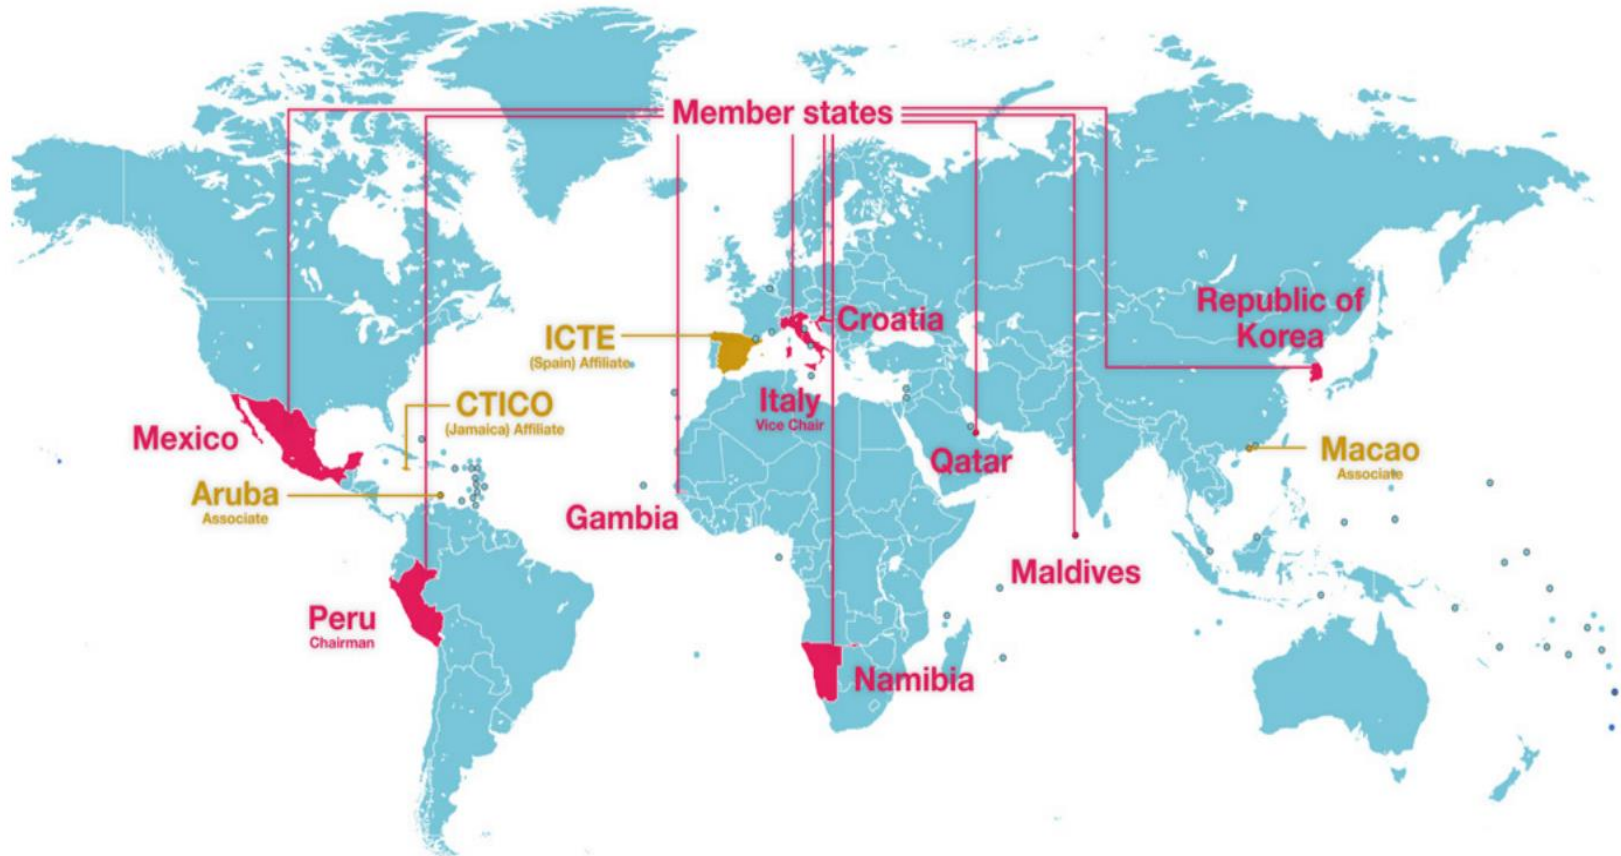 Member states
Republic of
Korea
Croatia
ICTE
(Spain) Affiliate
Italy
Vice Chair
CTICO
(Jamaica) Affiliate
Mexico
Macao
Associate
Qatar
Aruba
Associate
Gambia
Maldives
Peru
Chairman
Namibia